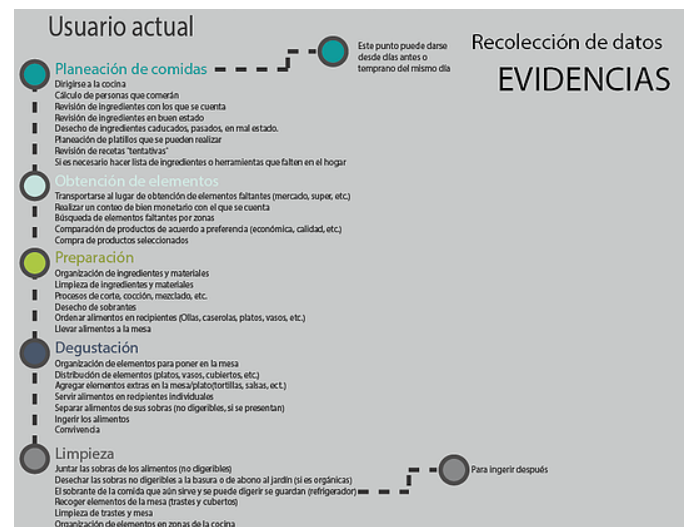 Usuario actual
Recolección de datos
EVIDENCIAS
Este punto puede darse
desde días antes o
temprano del mismo día
Planeación de comidas
Dirigirse a la cocina
Cálculo de personas que comerán
Revisión de ingredientes con los que se cuenta
Revisión de ingredientes en buen estado
Desecho de ingredientes caducados, pasados, en mal estado.
Planeación de platillos que se pueden realizar
Revisión de recetas "tentativas"
Si es necesario hacer lista de ingredientes o herramientas que falten en el hogar
Obtención de elementos
Transportarse al lugar de obtención de elementos faltantes (mercado, super, etc.)
Realizar un conteo de bien monetario con el que se cuenta
Búsqueda de elementos faltantes por zonas
Comparación de productos de acuerdo a preferencia (económica, calidad, etc.)
Compra de productos seleccionados
Preparación
Organización de ingredientes y materiales
Limpieza de ingredientes y materiales
Procesos de corte, cocción, mezclado, etc.
Desecho de sobrantes
Ordenar alimentos en recipientes (Ollas, caserolas, platos, vasos, etc.)
Llevar alimentos a la mesa
Degustación
Organización de elementos para poner en la mesa
Distribución de elementos (platos, vasos, cubiertos, etc.)
Agregar elementos extras en la mesa/plato(tortillas, salsas, ect.)
Servir alimentos en recipientes individuales
Separar alimentos de sus sobras (no digeribles, si se presentan)
Ingerir los alimentos
Convivencia
Limpieza
Juntar las sobras de los alimentos (no digeribles)
Desechar las sobras no digeribles a la basura o de abono al jardín (si es orgánicas)
El sobrante de la comida que aún sirve y se puede digerir se guardan (refrigerador)
Para ingerir después
Recoger elementos de la mesa (trastes y cubertos)
Limpieza de trastes y mesa
Organización de elementos en zonas de la cocina